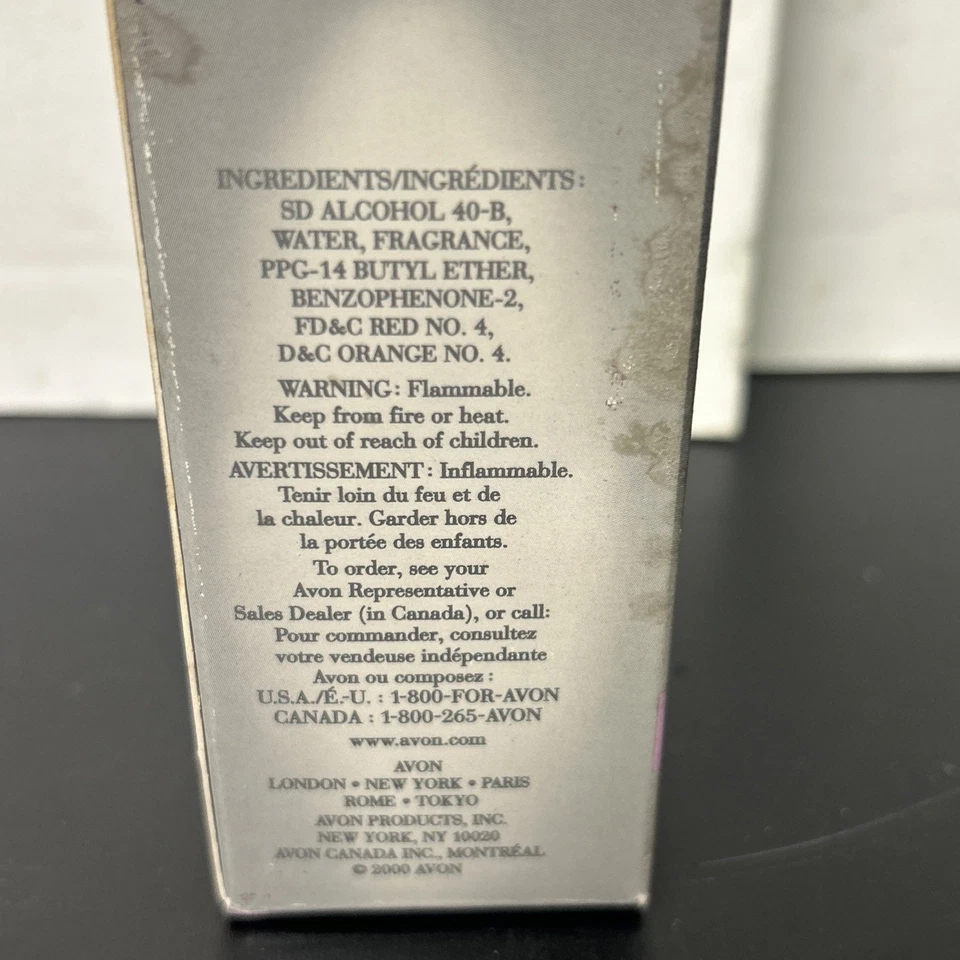 INGREDIENTS/INGRÉDIENTS:
SD ALCOHOL 40-B,
WATER, FRAGRANCE,
PPG-14 BUTYL ETHER,
BENZOPHENONE-2,
FD&C RED NO. 4,
D&C ORANGE NO. 4.
WARNING: Flammable.
Keep from fire or heat.
Keep out of reach of children.
AVERTISSEMENT: Inflammable.
Tenir loin du feu et de
la chaleur. Garder hors de
la portée des enfants.
To order, see your
Avon Representative or
Sales Dealer (in Canada), or call:
Pour commander, consultez
votre vendeuse indépendante
Avon ou composez :
U.S.A./É.-U. : 1-800-FOR-AVON
CANADA : 1-800-265-AVON
www.avon.com
AVON
LONDON • NEW YORK • PARIS
ROME • TOKYO
AVON PRODUCTS, INC.
NEW YORK, NY 10020
AVON CANADA INC., MONTRÉAL
© 2000 AVON